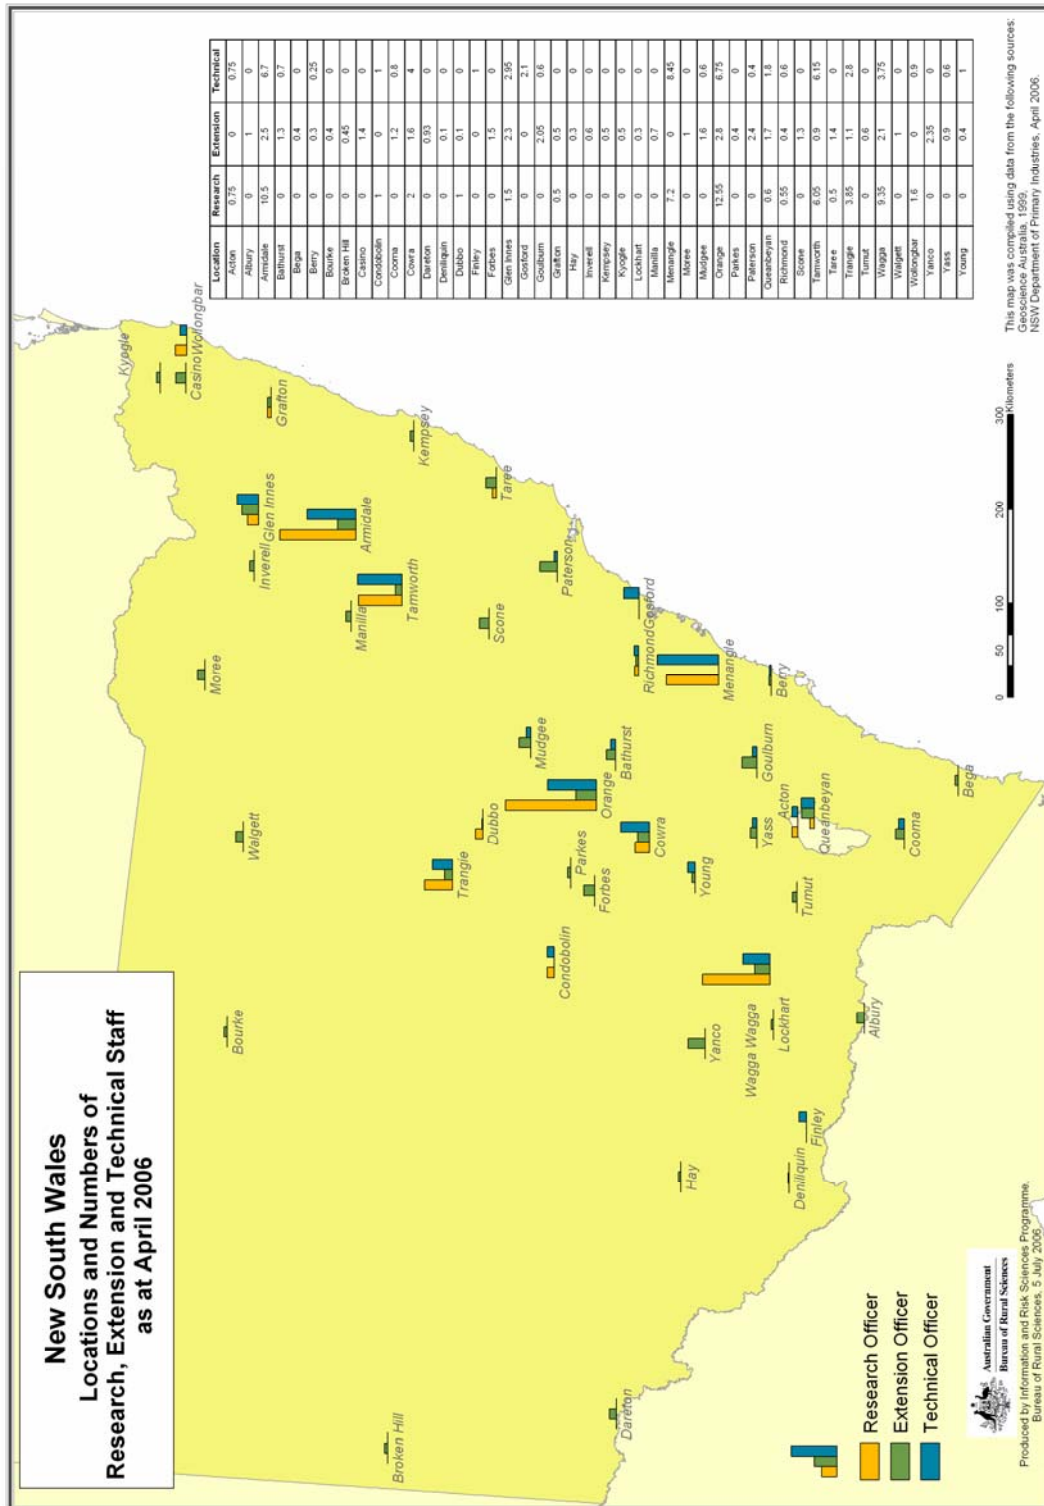 New South Wales
Locations and Numbers of
Research, Extension and Technical Staff
as at April 2006
Kyogle
Casino
Wollongbar
Grafton
Glen Innes
Inverell
Armidale
Kempsey
Manilla
Tamworth
Taree
Moree
Scone
Paterson
Walgett
Bourke
Mudgee
Richmond
Gosford
Menangle
Berry
Trangie
Dubbo
Orange
Bathurst
Goulburn
Parkes
Forbes
Cowra
Condobolin
Young
Yass
Acton
Queanbeyan
Bega
Cooma
Tumut
Yanco
Wagga Wagga
Lockhart
Albury
Finley
Hay
Deniliquin
Broken Hill
Dareton
Location Research Extension Technical
Acton 0.75 0 0.75
Albury 0 1 0
Armidale 10.5 2.5 6.7
Bathurst 0 1.3 0.7
Bega 0 0.4 0
Berry 0 0.3 0.25
Bourke 0 0.4 0
Broken Hill 0 0.45 0
Casino 0 1.4 0
Condobolin 1 0 1
Cooma 0 1.2 0.8
Cowra 2 1.6 4
Dareton 0 0.93 0
Deniliquin 0 0.1 0
Dubbo 1 0.1 0
Finley 0 0 1
Forbes 0 1.5 0
Glen Innes 1.5 2.3 2.95
Gosford 0 0 2.1
Goulburn 0 2.05 0.6
Grafton 0.5 0.5 0
Hay 0 0.3 0
Inverell 0 0.6 0
Kempsey 0 0.5 0
Kyogle 0 0.5 0
Lockhart 0 0.3 0
Manilla 0 0.7 0
Menangle 7.2 0 8.45
Moree 0 1 0
Mudgee 0 1.6 0.6
Orange 12.55 2.8 6.75
Parkes 0 0.4 0
Paterson 0 2.4 0.4
Queanbeyan 0.6 1.7 1.8
Richmond 0.55 0.4 0.6
Scone 0 1.3 0
Tamworth 6.05 0.9 6.15
Taree 0.5 1.4 0
Trangie 3.85 1.1 2.8
Tumut 0 0.6 0
Wagga 9.35 2.1 3.75
Walgett 0 1 0
Wollongbar 1.6 0 0.9
Yanco 0 2.35 0
Yass 0 0.9 0.6
Young 0 0.4 1
Research Officer
Extension Officer
Technical Officer
Australian Government
Bureau of Rural Sciences
Produced by Information and Risk Sciences Programme.
Bureau of Rural Sciences, 5 July 2006.
0 50 100 200 300
Kilometers
This map was compiled using data from the following sources:
Geoscience Australia, 1999,
NSW Department of Primary Industries, April 2006.